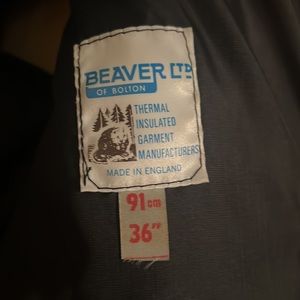 BEAVER LTD
OF BOLTON
THERMAL
INSULATED
GARMENT
MANUFACTURERS
MADE IN ENGLAND
91cm
36"